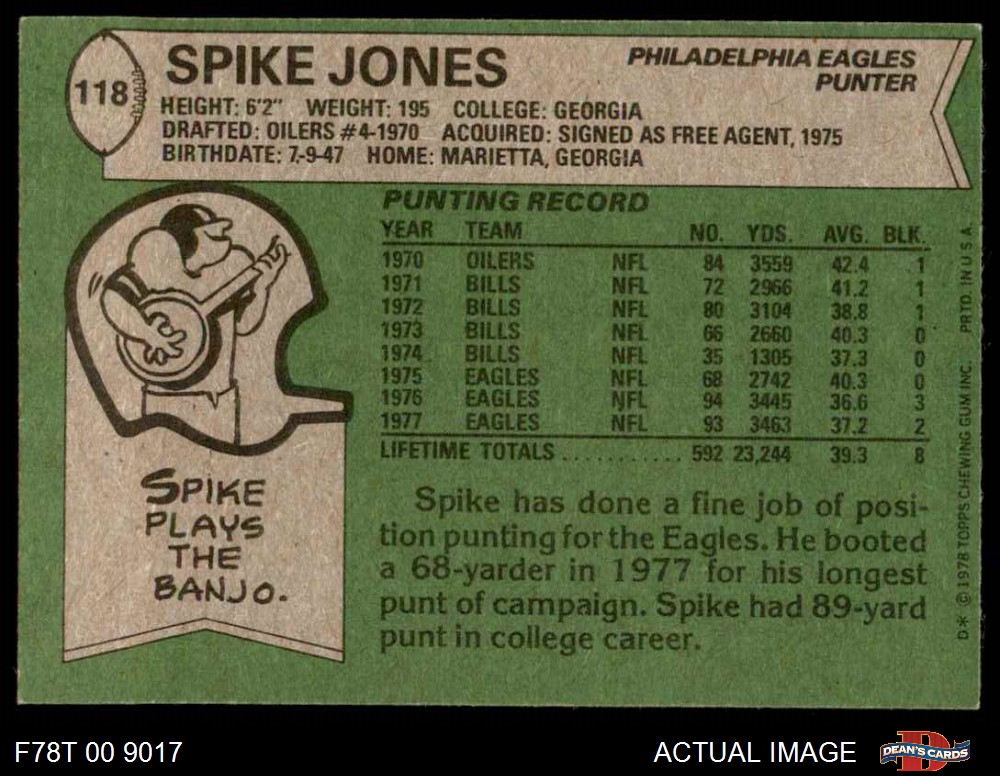 118
SPIKE JONES
PHILADELPHIA EAGLES
PUNTER
HEIGHT: 6'2" WEIGHT: 195 COLLEGE: GEORGIA
DRAFTED: OILERS #4-1970 ACQUIRED: SIGNED AS FREE AGENT, 1975
BIRTHDATE: 7-9-47 HOME: MARIETTA, GEORGIA
PUNTING RECORD
YEAR TEAM NO. YDS. AVG. BLK.
1970 OILERS NFL 84 3559 42.4 1
1971 BILLS NFL 72 2966 41.2 1
1972 BILLS NFL 80 3104 38.8 1
1973 BILLS NFL 66 2660 40.3 0
1974 BILLS NFL 35 1305 37.3 0
1975 EAGLES NFL 68 2742 40.3 0
1976 EAGLES NFL 94 3445 36.6 3
1977 EAGLES NFL 93 3463 37.2 2
LIFETIME TOTALS ............ 592 23,244 39.3 8
SPIKE
PLAYS
THE
BANJO.
Spike has done a fine job of posi-
tion punting for the Eagles. He booted
a 68-yarder in 1977 for his longest
punt of campaign. Spike had 89-yard
punt in college career.
D* © 1978 TOPPS CHEWING GUM INC. PRTD. IN U S A.
F78T 00 9017
ACTUAL IMAGE
D
DEAN'S CARDS